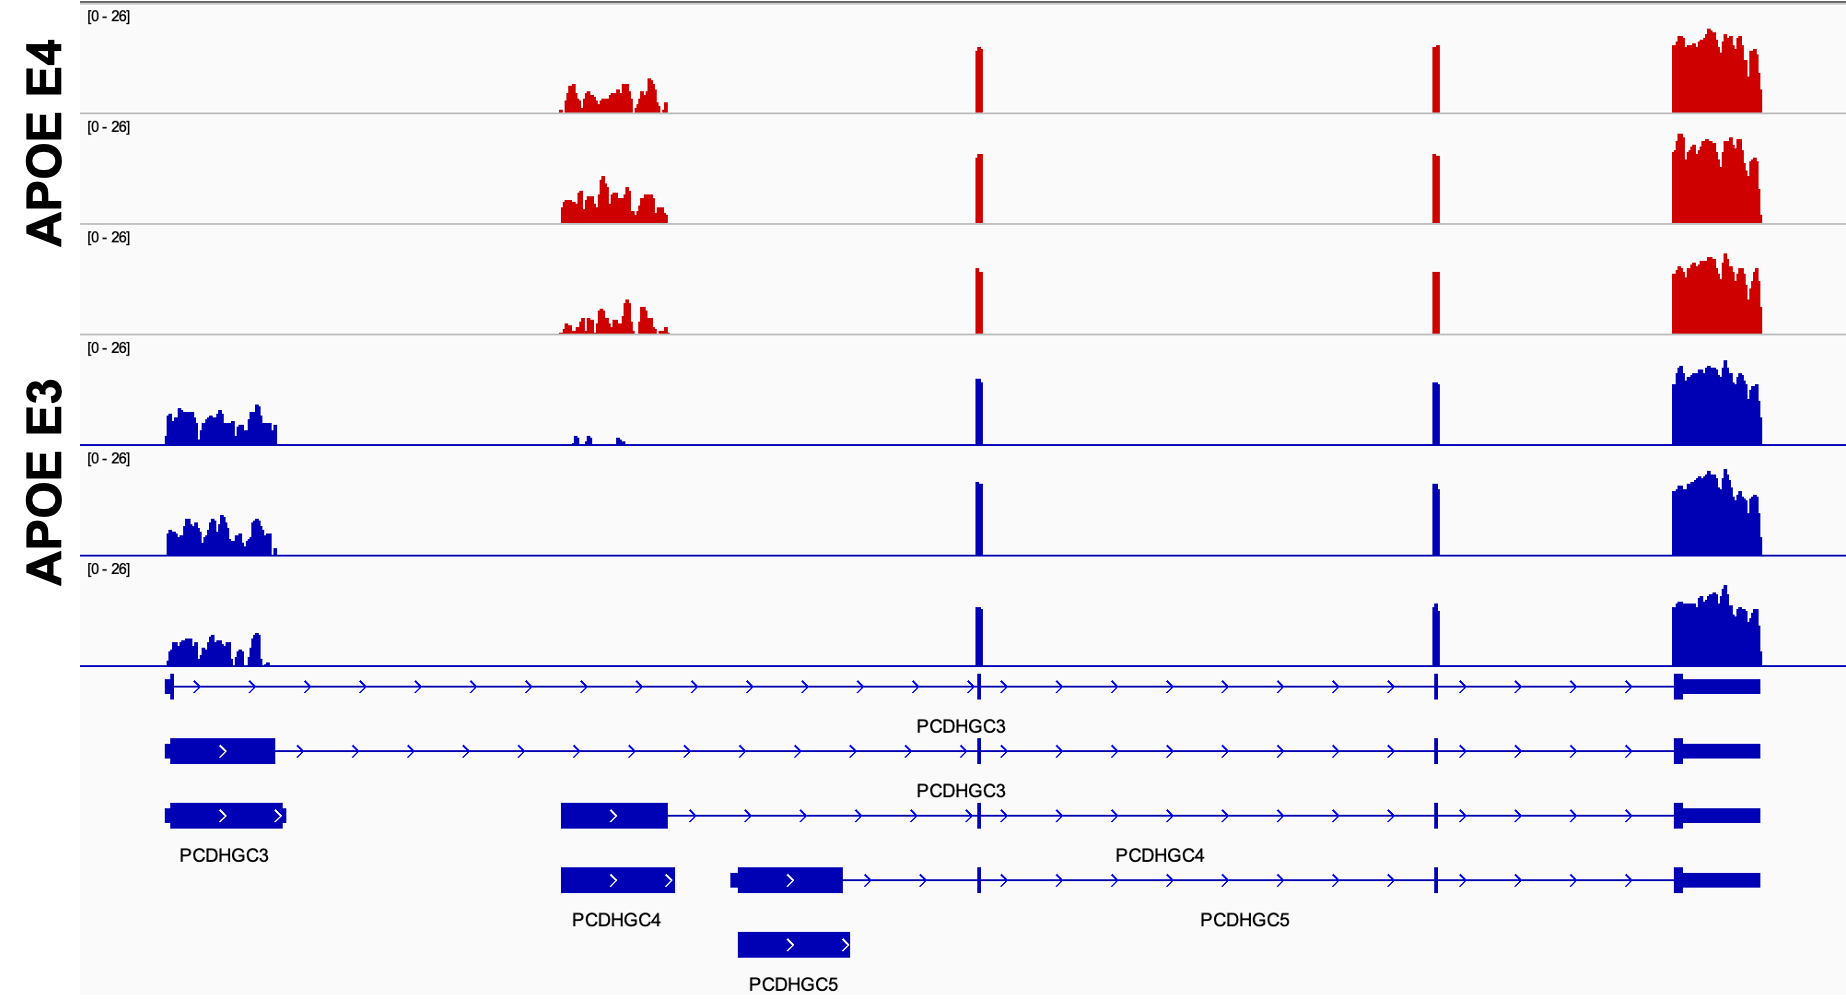 APOE E4
[0 - 26]
[0 - 26]
[0 - 26]
APOE E3
[0 - 26]
[0 - 26]
[0 - 26]
PCDHGC3
PCDHGC3
PCDHGC3 PCDHGC4
PCDHGC4 PCDHGC5
PCDHGC5